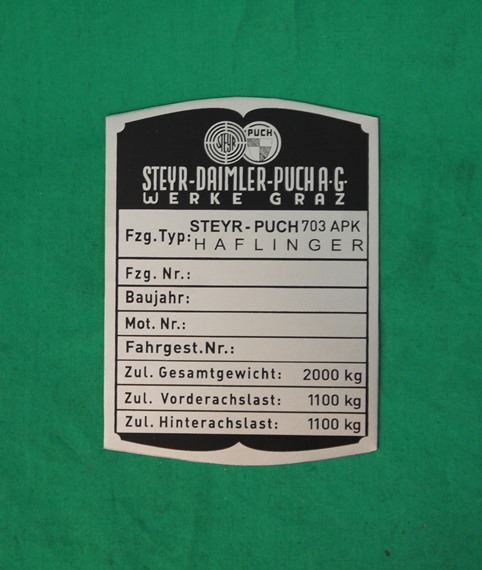 STEYR
PUCH
STEYR-DAIMLER-PUCH A·G·
WERKE GRAZ
Fzg.Typ: STEYR-PUCH 703 APK
HAFLINGER
Fzg. Nr.:
Baujahr:
Mot. Nr.:
Fahrgest.Nr.:
Zul. Gesamtgewicht: 2000 kg
Zul. Vorderachslast: 1100 kg
Zul. Hinterachslast: 1100 kg